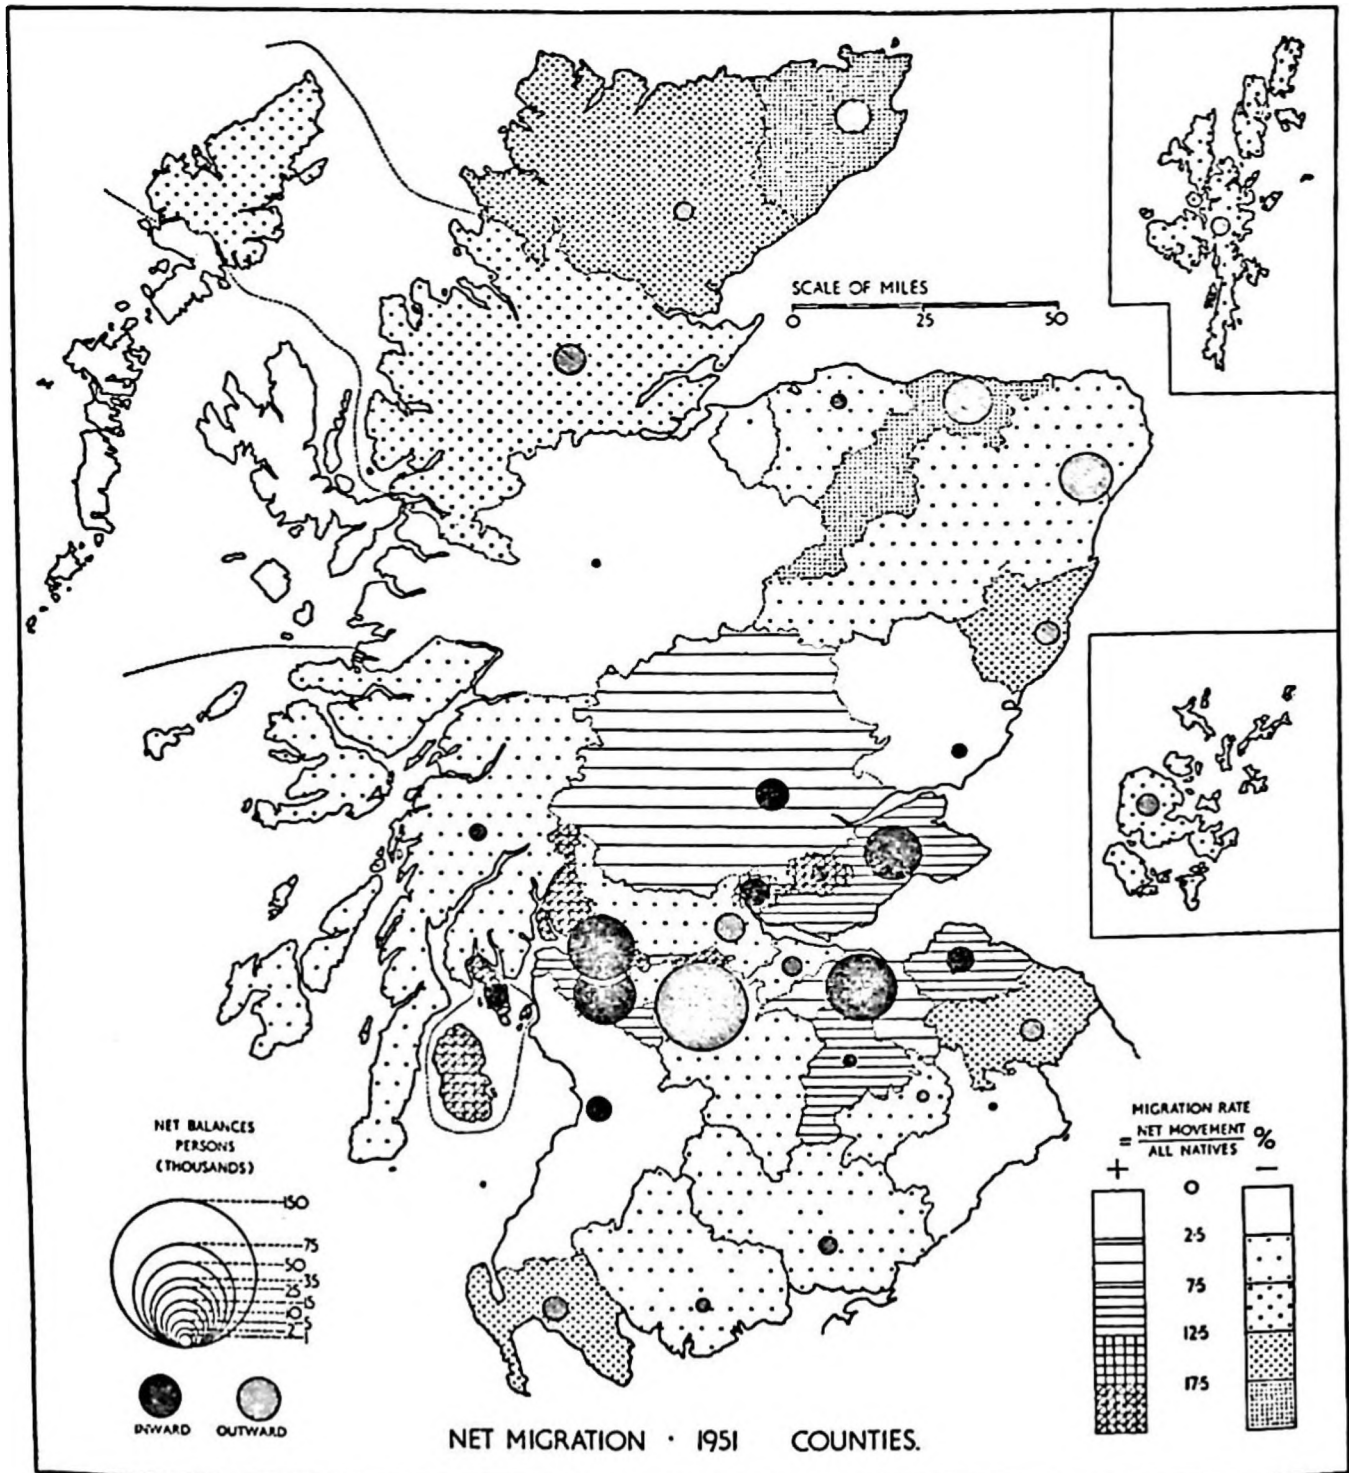 SCALE OF MILES
0 25 50
NET BALANCES
PERSONS
(THOUSANDS)
150
75
50
35
25
15
10
5
2
1
INWARD OUTWARD
MIGRATION RATE
= NET MOVEMENT %
ALL NATIVES
+ −
0
2·5
7·5
12·5
17·5
NET MIGRATION · 1951 COUNTIES.